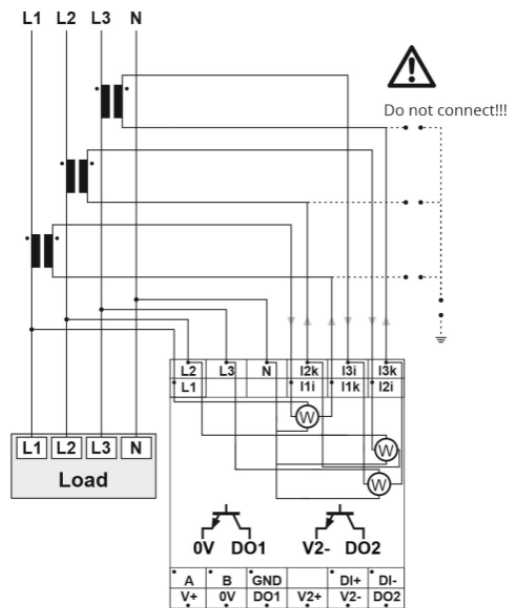 L1 L2 L3 N
Do not connect!!!
L2 L3 N I2k I3i I3k
L1 I1i I1k I2i
W
W
W
L1 L2 L3 N
Load
0V DO1 V2- DO2
A B GND DI+ DI-
V+ 0V DO1 V2+ V2- DO2